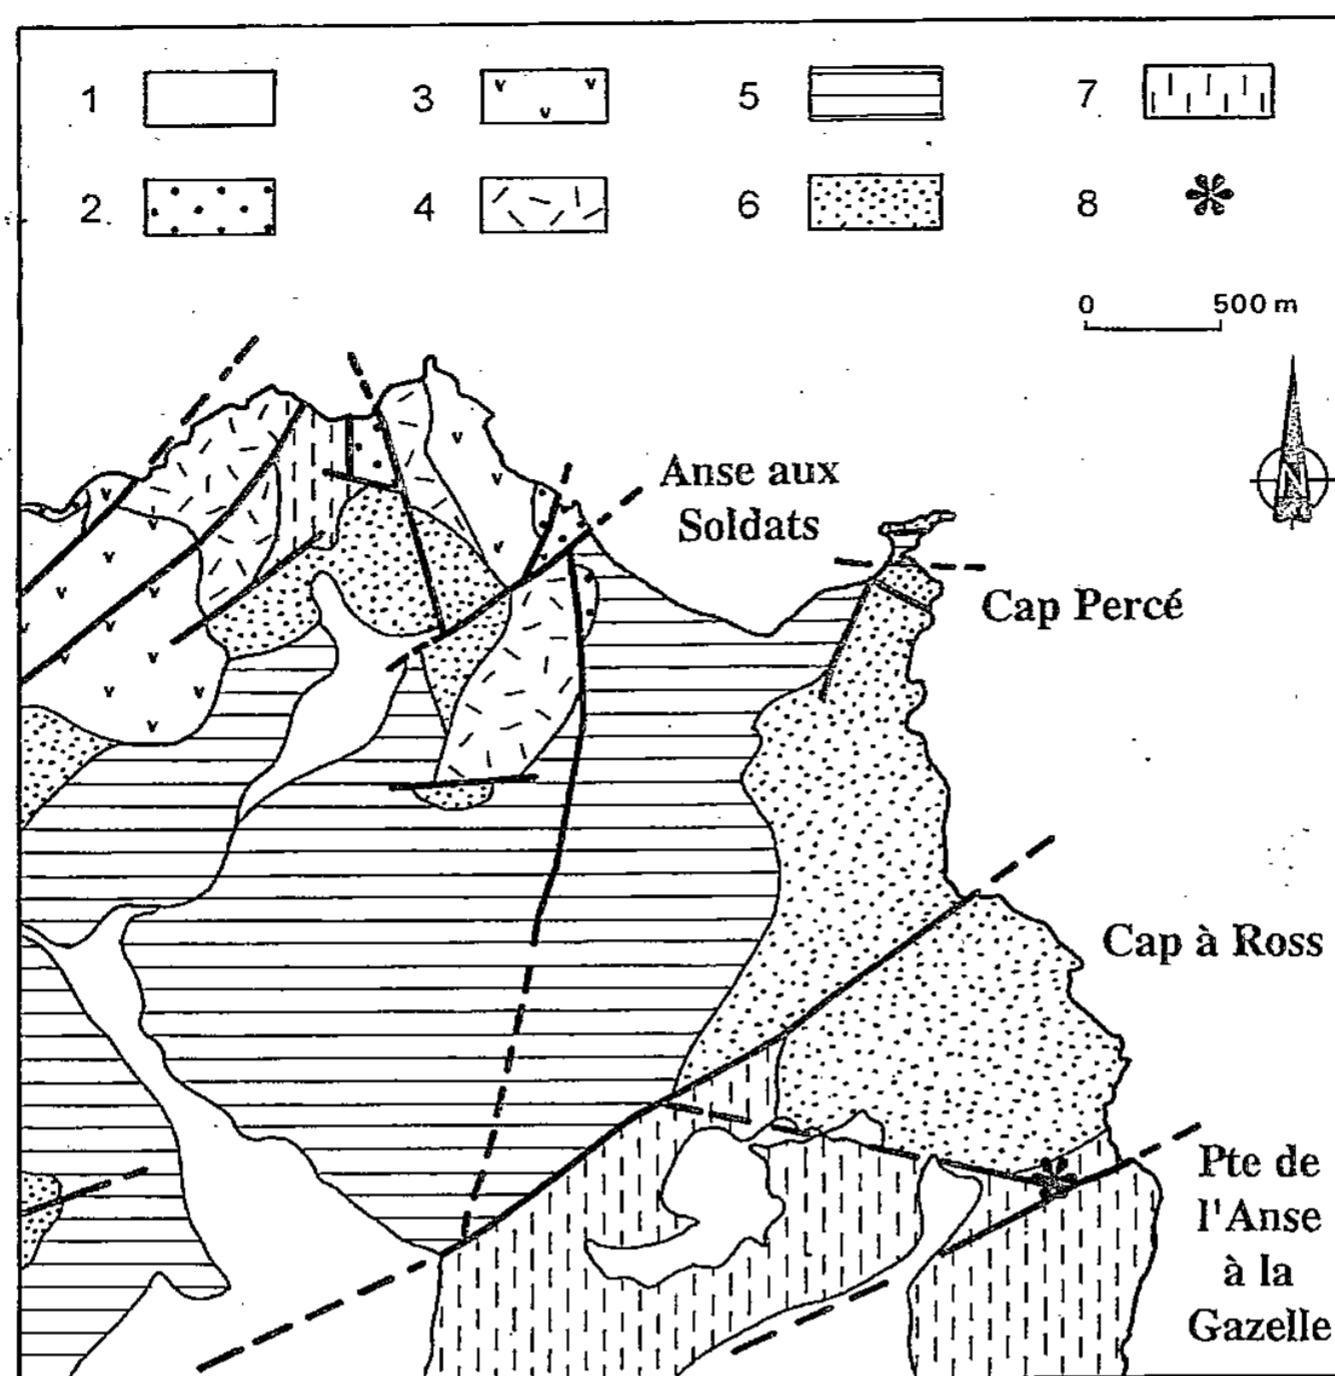 1 3 5 7
2 4 6 8
0 500 m
N
Anse aux
Soldats
Cap Percé
Cap à Ross
Pte de
l'Anse
à la
Gazelle